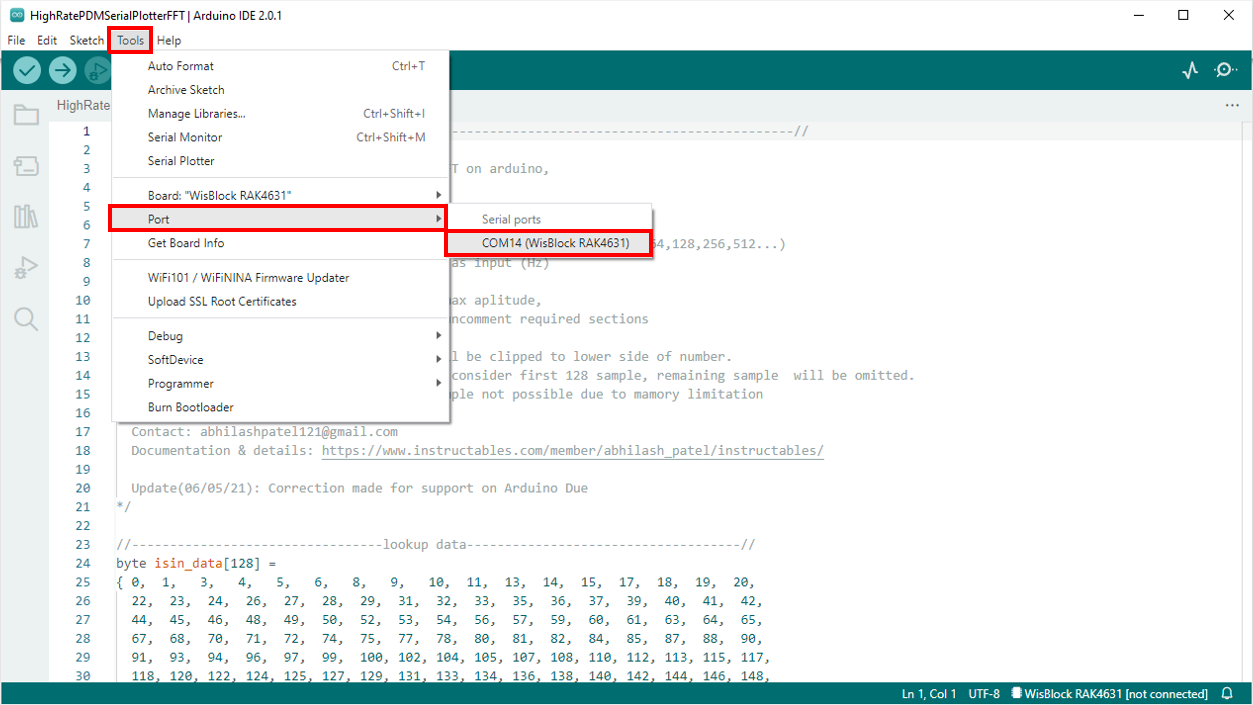 HighRatePDMSerialPlotterFFT | Arduino IDE 2.0.1
File Edit Sketch Tools Help
Auto Format Ctrl+T
Archive Sketch
Manage Libraries... Ctrl+Shift+I
Serial Monitor Ctrl+Shift+M
Serial Plotter
Board: "WisBlock RAK4631"
Port
Get Board Info
WiFi101 / WiFiNINA Firmware Updater
Upload SSL Root Certificates
Debug
SoftDevice
Programmer
Burn Bootloader
Serial ports
COM14 (WisBlock RAK4631)
HighRate
1 -----------------------------------------------//
2
3 T on arduino,
4
5
6
7 64,128,256,512...)
8 as input (Hz)
9
10 ax aplitude,
11 ncomment required sections
12
13 l be clipped to lower side of number.
14 consider first 128 sample, remaining sample will be omitted.
15 ple not possible due to mamory limitation
16
17 Contact: abhilashpatel121@gmail.com
18 Documentation & details: https://www.instructables.com/member/abhilash_patel/instructables/
19
20 Update(06/05/21): Correction made for support on Arduino Due
21 */
22
23 //---------------------------------lookup data------------------------------------//
24 byte isin_data[128] =
25 { 0, 1, 3, 4, 5, 6, 8, 9, 10, 11, 13, 14, 15, 17, 18, 19, 20,
26 22, 23, 24, 26, 27, 28, 29, 31, 32, 33, 35, 36, 37, 39, 40, 41, 42,
27 44, 45, 46, 48, 49, 50, 52, 53, 54, 56, 57, 59, 60, 61, 63, 64, 65,
28 67, 68, 70, 71, 72, 74, 75, 77, 78, 80, 81, 82, 84, 85, 87, 88, 90,
29 91, 93, 94, 96, 97, 99, 100, 102, 104, 105, 107, 108, 110, 112, 113, 115, 117,
30 118, 120, 122, 124, 125, 127, 129, 131, 133, 134, 136, 138, 140, 142, 144, 146, 148,
Ln 1, Col 1 UTF-8 WisBlock RAK4631 [not connected]